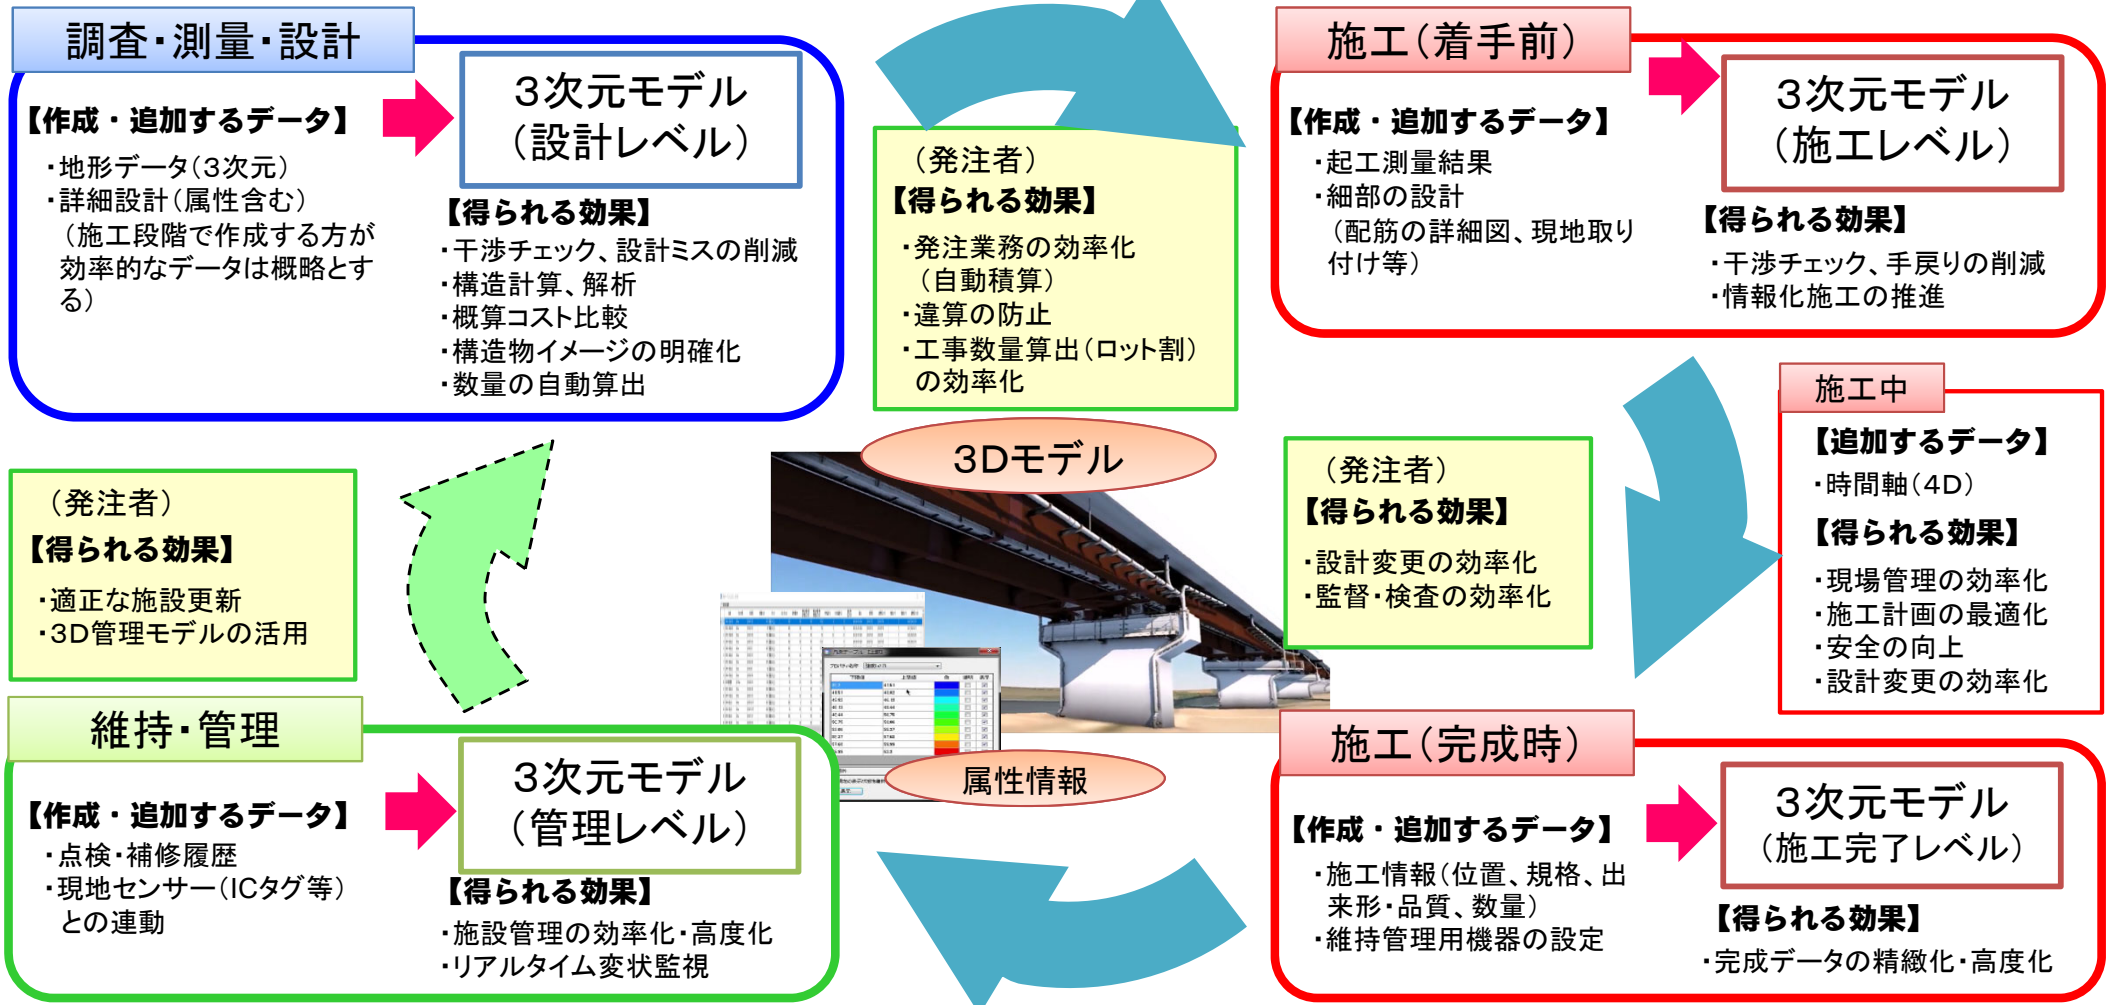 調査・測量・設計
【作成・追加するデータ】
・地形データ(3次元)
・詳細設計(属性含む)
(施工段階で作成する方が
効率的なデータは概略とす
る)
3次元モデル
(設計レベル)
【得られる効果】
・干渉チェック、設計ミスの削減
・構造計算、解析
・概算コスト比較
・構造物イメージの明確化
・数量の自動算出
(発注者)
【得られる効果】
・発注業務の効率化
(自動積算)
・違算の防止
・工事数量算出(ロット割)
の効率化
施工(着手前)
【作成・追加するデータ】
・起工測量結果
・細部の設計
(配筋の詳細図、現地取り
付け等)
3次元モデル
(施工レベル)
【得られる効果】
・干渉チェック、手戻りの削減
・情報化施工の推進
施工中
【追加するデータ】
・時間軸(4D)
【得られる効果】
・現場管理の効率化
・施工計画の最適化
・安全の向上
・設計変更の効率化
(発注者)
【得られる効果】
・設計変更の効率化
・監督・検査の効率化
3Dモデル
属性情報
(発注者)
【得られる効果】
・適正な施設更新
・3D管理モデルの活用
維持・管理
【作成・追加するデータ】
・点検・補修履歴
・現地センサー(ICタグ等)
との連動
3次元モデル
(管理レベル)
【得られる効果】
・施設管理の効率化・高度化
・リアルタイム変状監視
施工(完成時)
【作成・追加するデータ】
・施工情報(位置、規格、出
来形・品質、数量)
・維持管理用機器の設定
3次元モデル
(施工完了レベル)
【得られる効果】
・完成データの精緻化・高度化